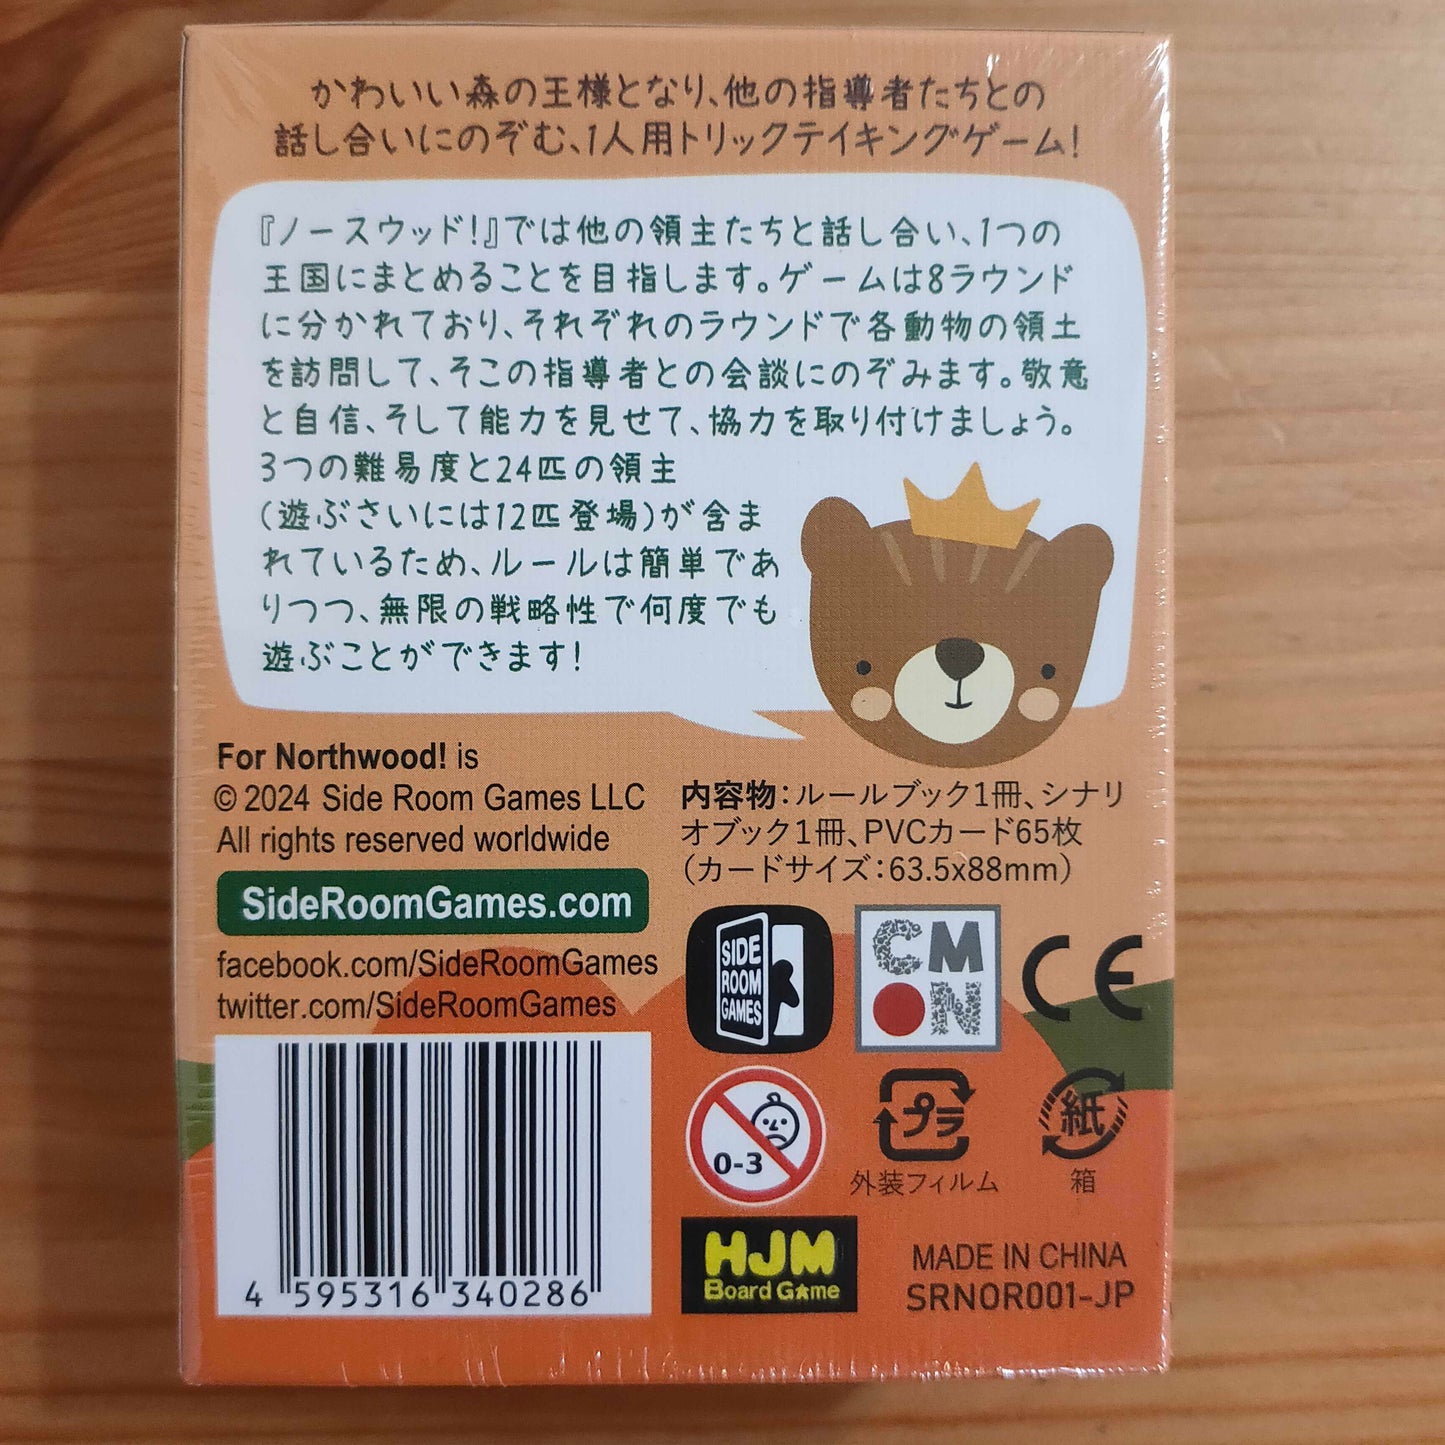 かわいい森の王様となり、他の指導者たちとの
話し合いにのぞむ、1人用トリックテイキングゲーム!
『ノースウッド!』では他の領主たちと話し合い、1つの
王国にまとめることを目指します。ゲームは8ラウンド
に分かれており、それぞれのラウンドで各動物の領土
を訪問して、そこの指導者との会談にのぞみます。敬意
と自信、そして能力を見せて、協力を取り付けましょう。
3つの難易度と24匹の領主
(遊ぶさいには12匹登場)が含ま
れているため、ルールは簡単であ
りつつ、無限の戦略性で何度でも
遊ぶことができます!
For Northwood! is
© 2024 Side Room Games LLC
All rights reserved worldwide
SideRoomGames.com
facebook.com/SideRoomGames
twitter.com/SideRoomGames
内容物:ルールブック1冊、シナリ
オブック1冊、PVCカード65枚
(カードサイズ:63.5x88mm)
SIDE
ROOM
GAMES
CM
ON
CE
0-3
プラ
外装フィルム
紙
箱
HJM
Board Game
MADE IN CHINA
SRNOR001-JP
4 595316 340286